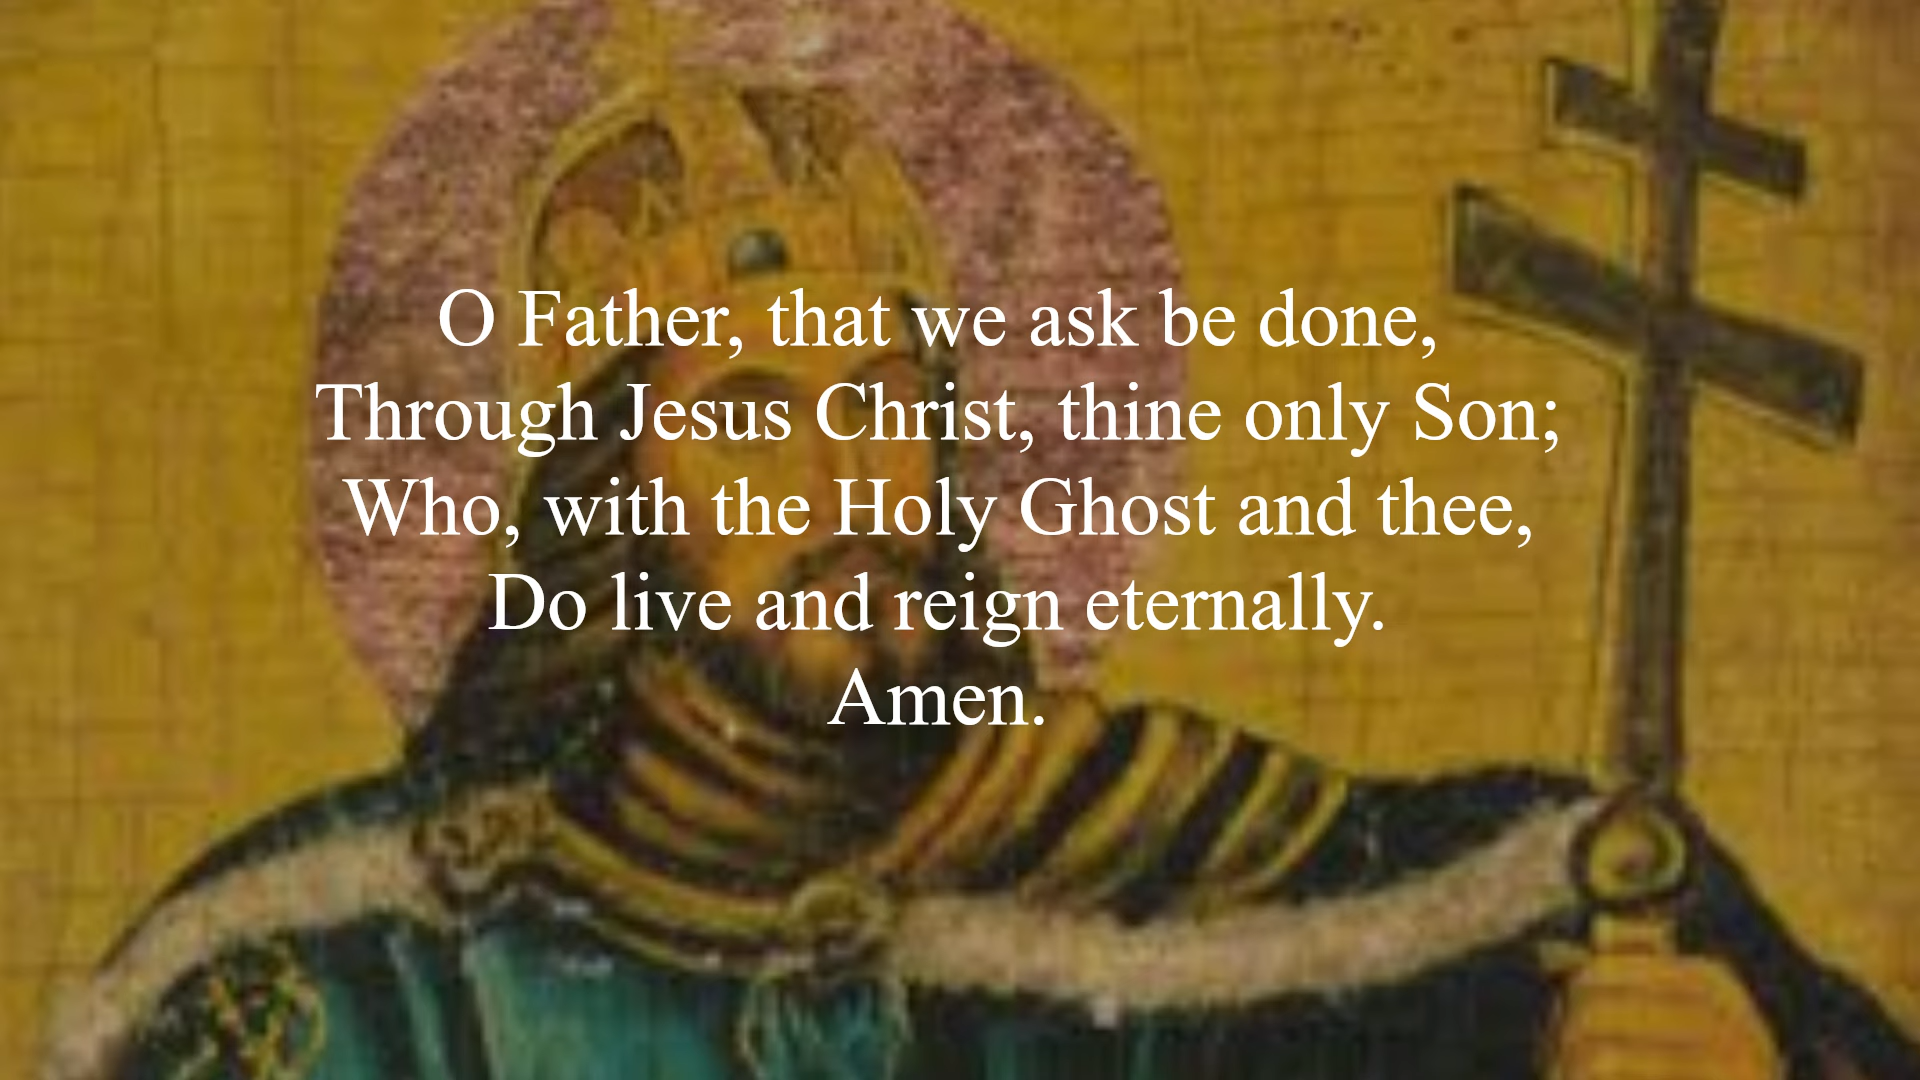 O Father, that we ask be done,
Through Jesus Christ, thine only Son;
Who, with the Holy Ghost and thee,
Do live and reign eternally.
Amen.